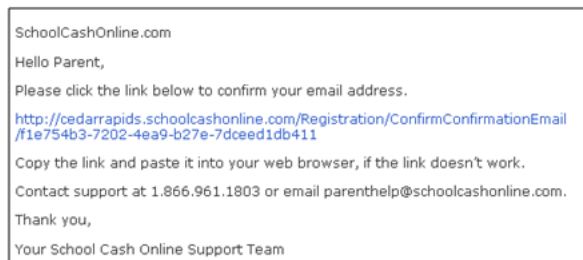 SchoolCashOnline.com
Hello Parent,
Please click the link below to confirm your email address.
http://cedarrapids.schoolcashonline.com/Registration/ConfirmConfirmationEmail
/f1e754b3-7202-4ea9-b27e-7dceed1db411
Copy the link and paste it into your web browser, if the link doesn't work.
Contact support at 1.866.961.1803 or email parenthelp@schoolcashonline.com.
Thank you,
Your School Cash Online Support Team